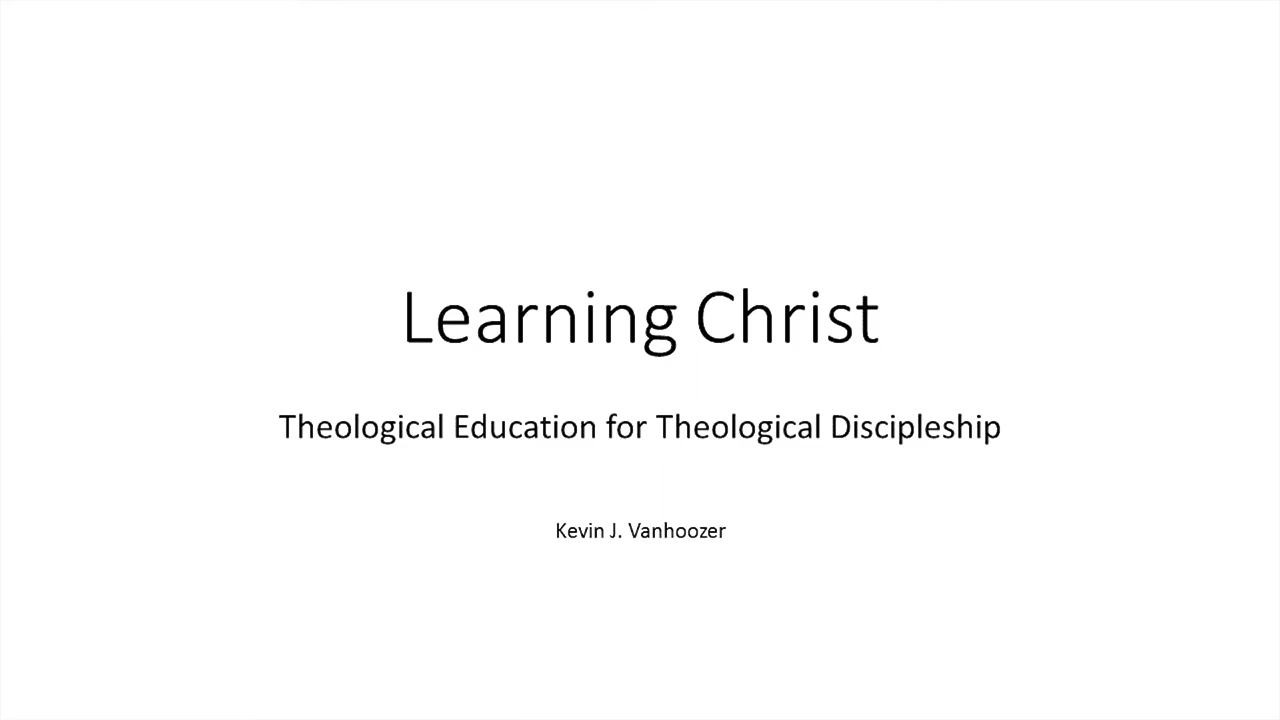 Learning Christ
Theological Education for Theological Discipleship
Kevin J. Vanhoozer